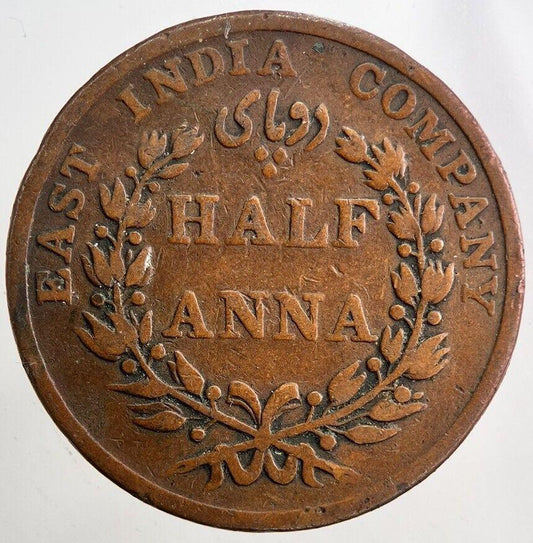 EAST INDIA COMPANY
دو پای
HALF
ANNA